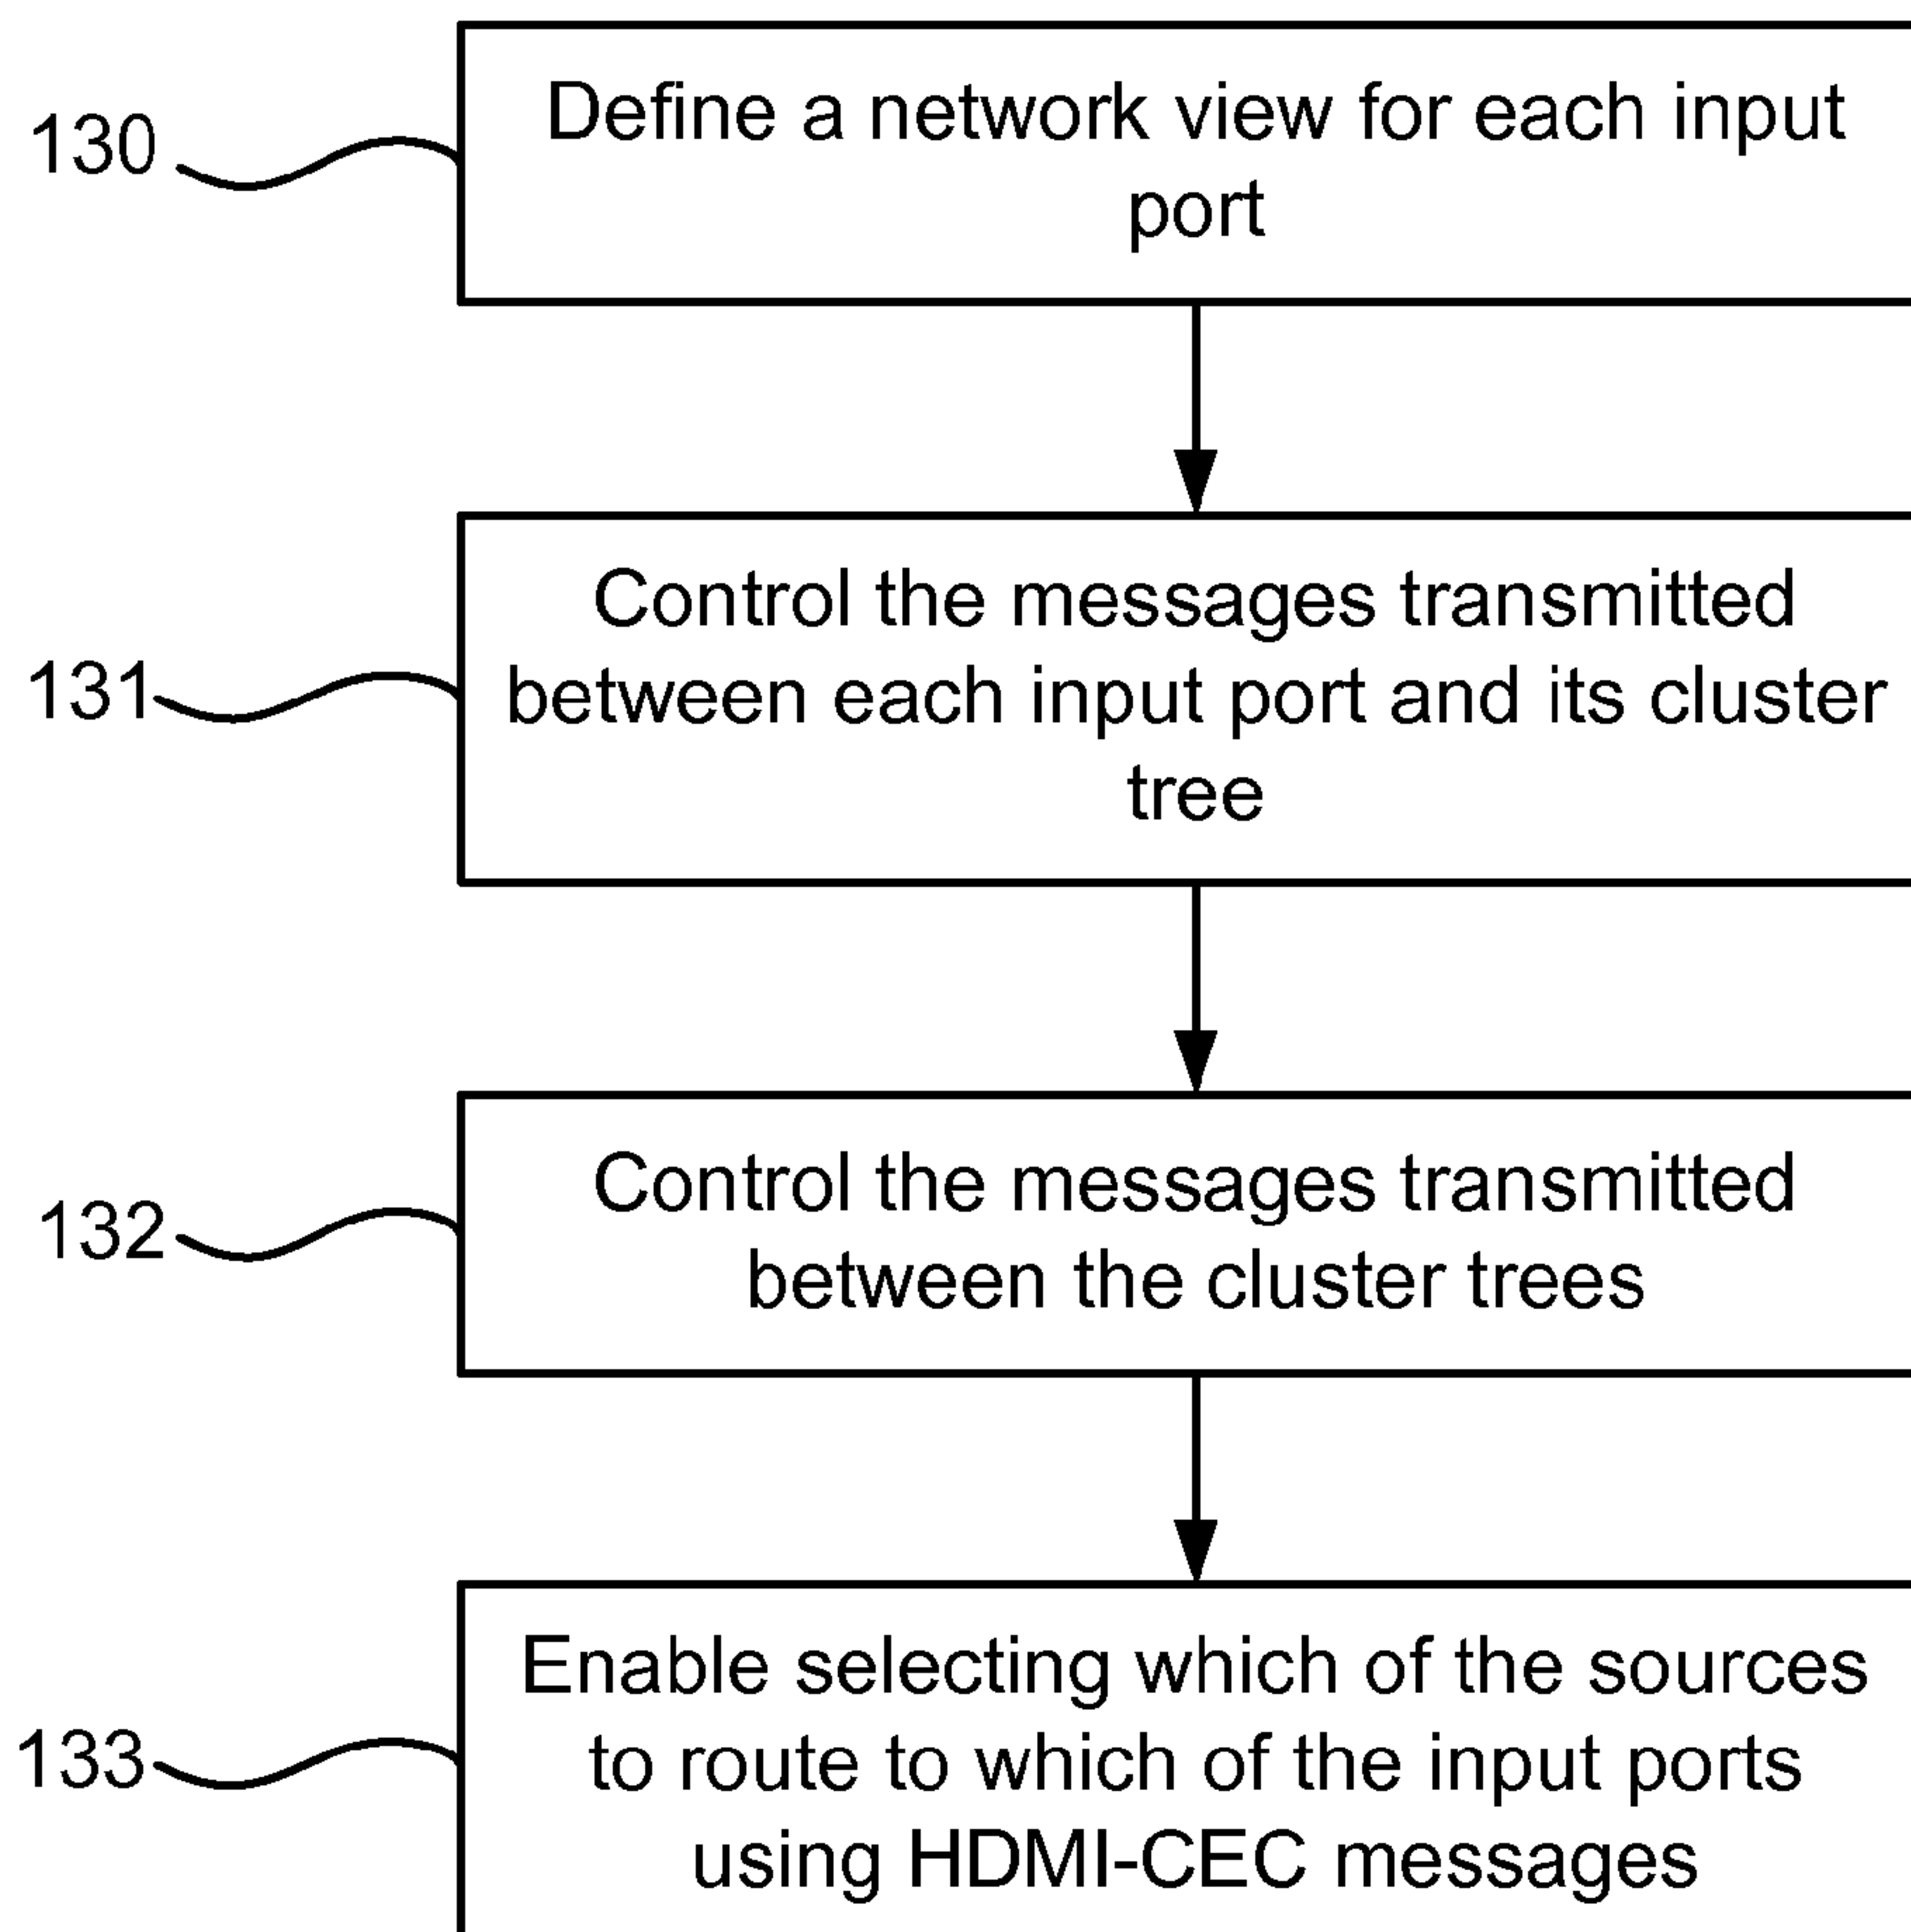 130
Define a network view for each input
port
131
Control the messages transmitted
between each input port and its cluster
tree
132
Control the messages transmitted
between the cluster trees
133
Enable selecting which of the sources
to route to which of the input ports
using HDMI-CEC messages